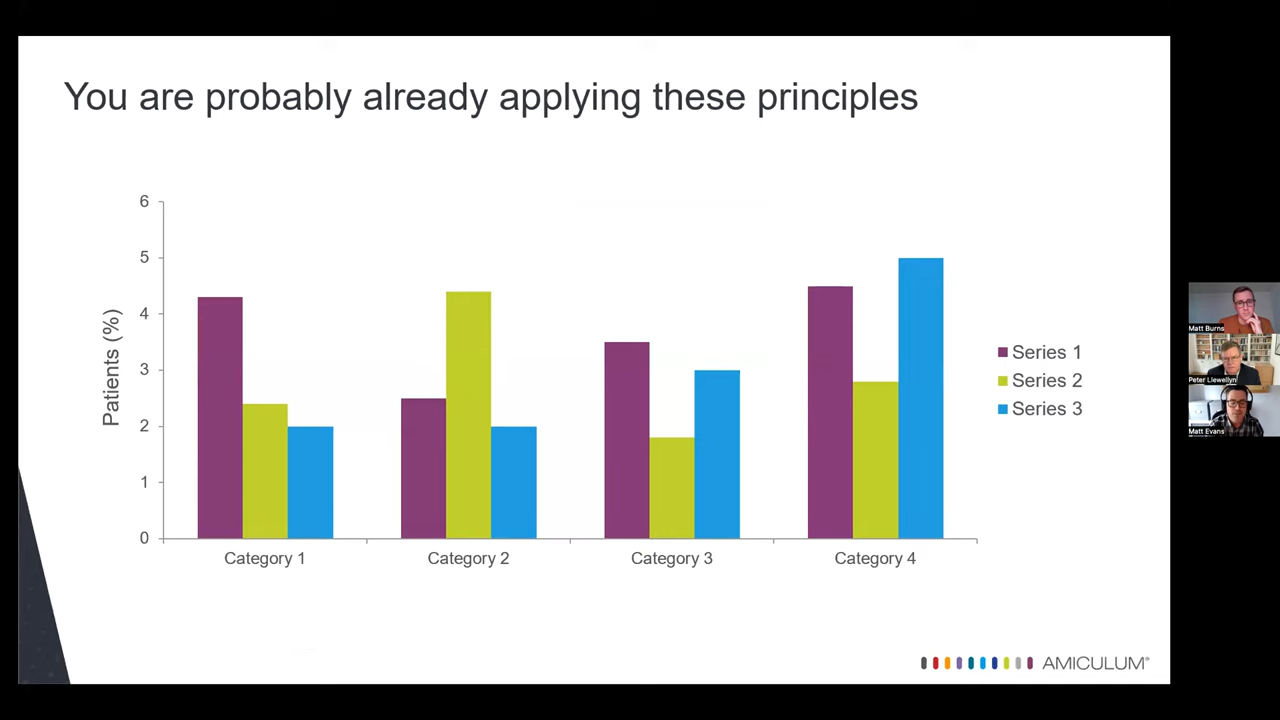 You are probably already applying these principles
6
5
4
3
2
1
0
Patients (%)
Category 1
Category 2
Category 3
Category 4
Series 1
Series 2
Series 3
Matt Burns
Peter Llewellyn
Matt Evans
AMICULUM®